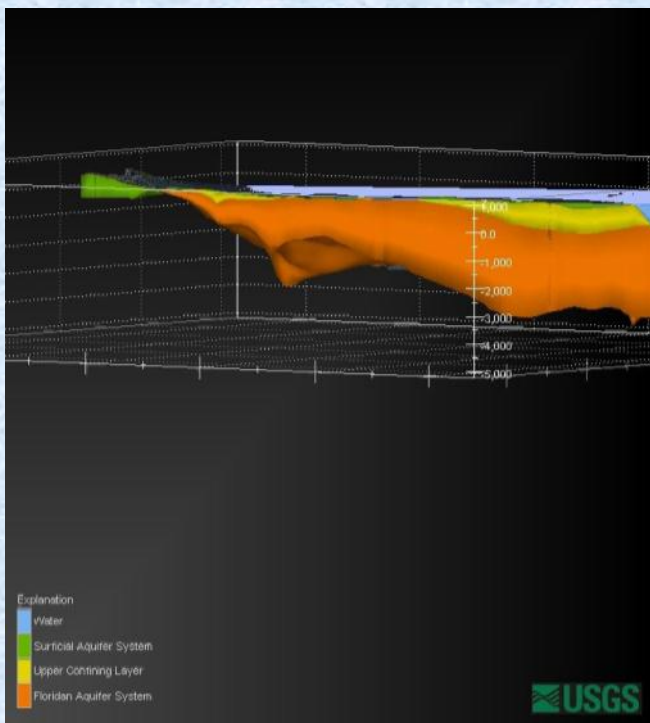 1,000
0.0
-1,000
-2,000
-3,000
-4,000
-5,000
Explanation
Water
Surficial Aquifer System
Upper Confining Layer
Floridan Aquifer System
USGS